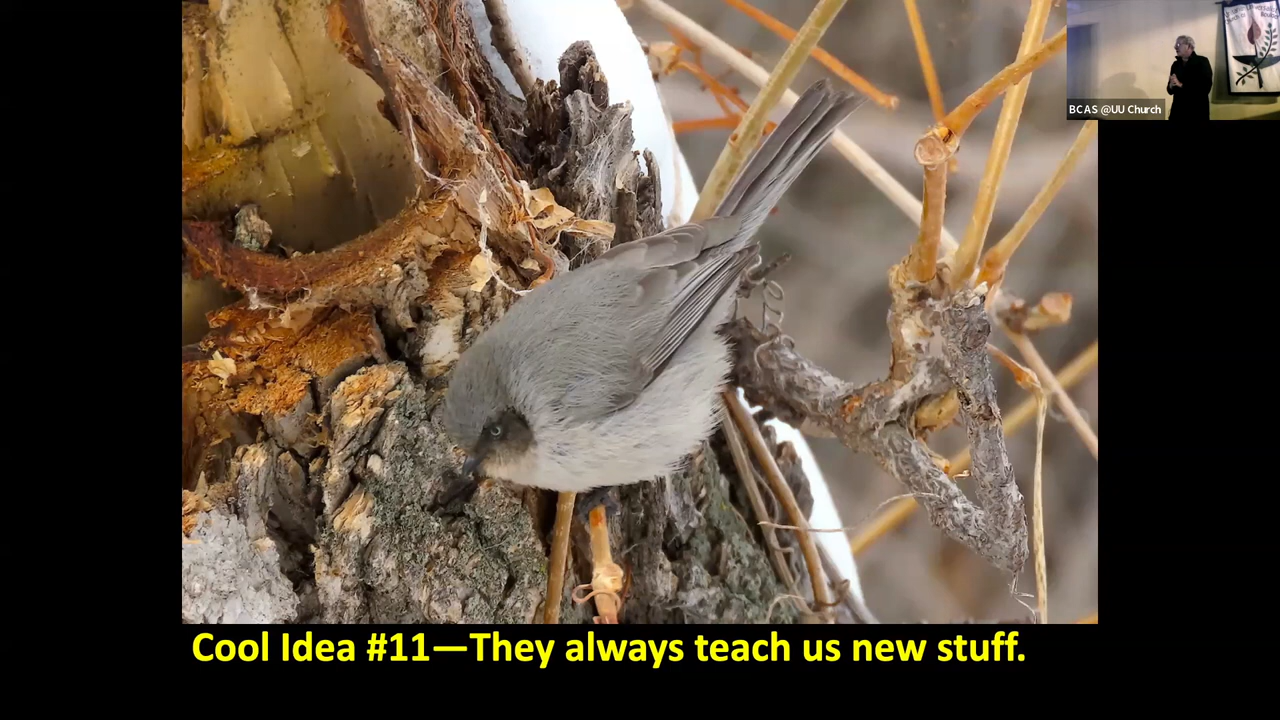 BCAS @UU Church
Cool Idea #11—They always teach us new stuff.